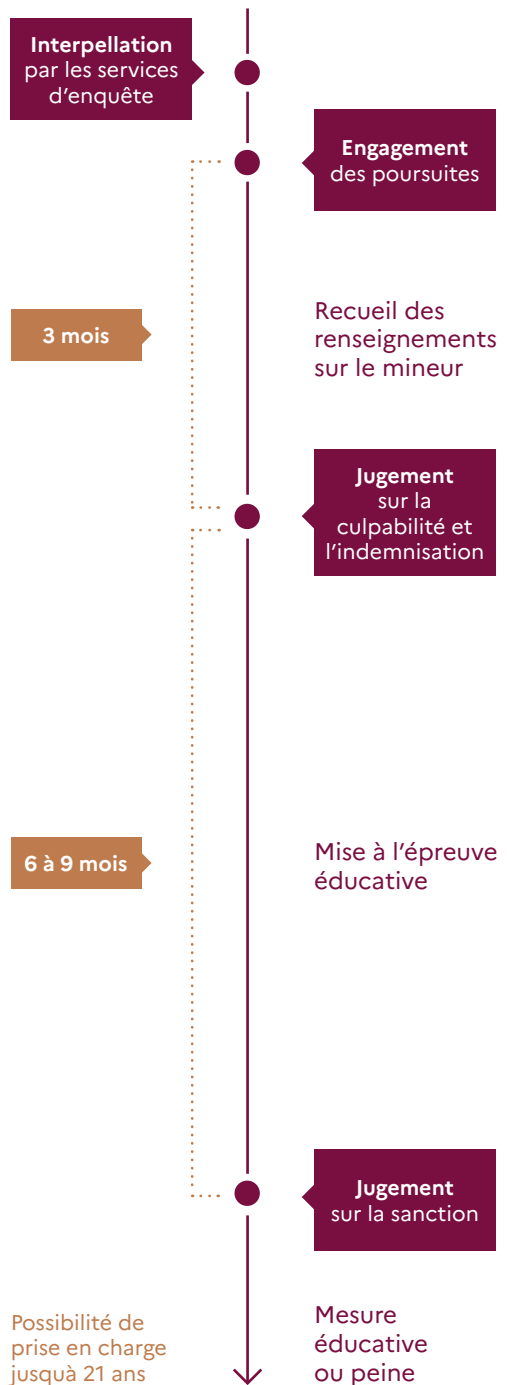 Interpellation
par les services
d'enquête
Engagement
des poursuites
3 mois
Recueil des
renseignements
sur le mineur
Jugement
sur la
culpabilité et
l'indemnisation
6 à 9 mois
Mise à l'épreuve
éducative
Jugement
sur la sanction
Possibilité de
prise en charge
jusquà 21 ans
Mesure
éducative
ou peine